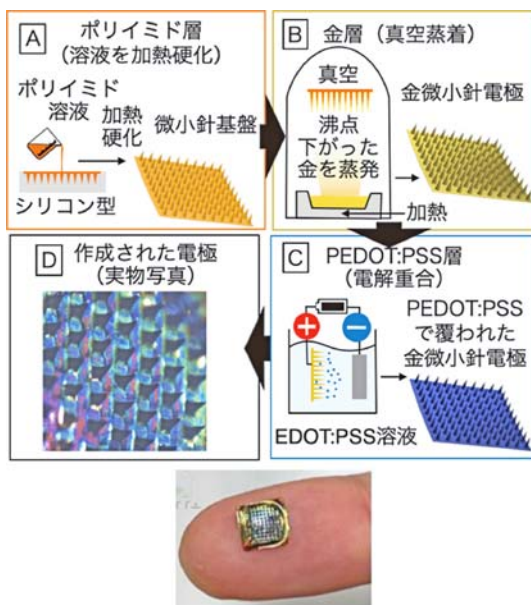 A
ポリイミド層
(溶液を加熱硬化)
ポリイミド
溶液
加熱
硬化
微小針基盤
シリコン型
B
金層（真空蒸着）
真空
沸点
下がった
金を蒸発
金微小針電極
加熱
D
作成された電極
(実物写真)
C
PEDOT:PSS層
(電解重合)
+
−
PEDOT:PSS
で覆われた
金微小針電極
EDOT:PSS溶液